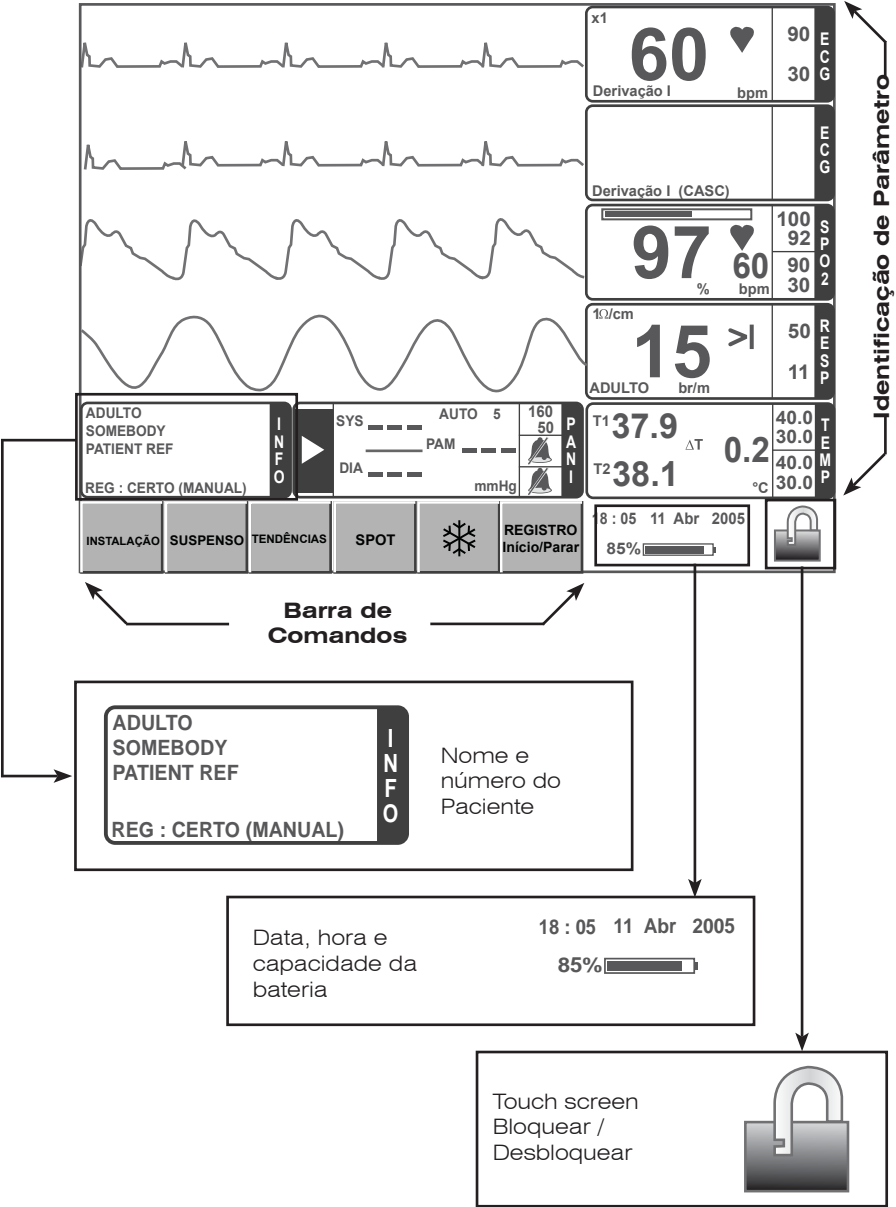 x1
60
90
30
ECG
Derivação I
bpm
ECG
Derivação I (CASC)
97
%
60
bpm
100
92
90
30
SPO2
1Ω/cm
15
>|
50
11
RESP
ADULTO
br/m
Identificação de Parâmetro
ADULTO
SOMEBODY
PATIENT REF
REG : CERTO (MANUAL)
INFO
SYS
AUTO 5
160
50
PAM
DIA
mmHg
PANI
T1 37.9
ΔT
0.2
T2 38.1
°C
40.0
30.0
40.0
30.0
TEMP
INSTALAÇÃO
SUSPENSO
TENDÊNCIAS
SPOT
REGISTRO
Início/Parar
18 : 05 11 Abr 2005
85%
Barra de
Comandos
ADULTO
SOMEBODY
PATIENT REF
REG : CERTO (MANUAL)
INFO
Nome e
número do
Paciente
Data, hora e
capacidade da
bateria
18 : 05 11 Abr 2005
85%
Touch screen
Bloquear /
Desbloquear